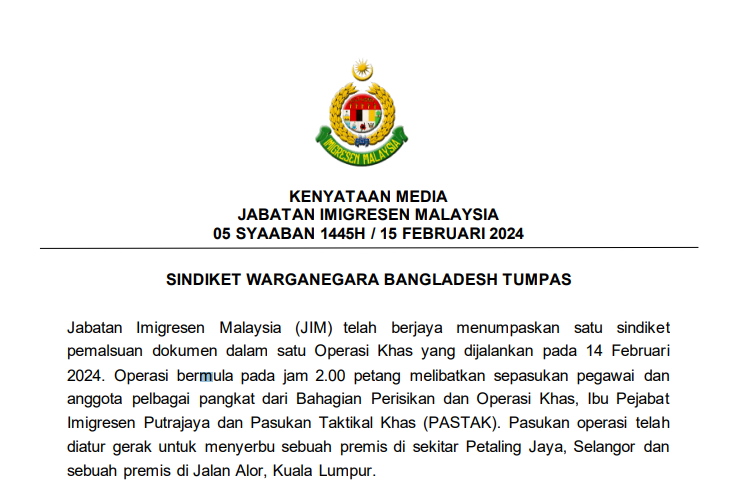 IMIGRESEN MALAYSIA
KENYATAAN MEDIA
JABATAN IMIGRESEN MALAYSIA
05 SYAABAN 1445H / 15 FEBRUARI 2024
SINDIKET WARGANEGARA BANGLADESH TUMPAS
Jabatan Imigresen Malaysia (JIM) telah berjaya menumpaskan satu sindiket
pemalsuan dokumen dalam satu Operasi Khas yang dijalankan pada 14 Februari
2024. Operasi bermula pada jam 2.00 petang melibatkan sepasukan pegawai dan
anggota pelbagai pangkat dari Bahagian Perisikan dan Operasi Khas, Ibu Pejabat
Imigresen Putrajaya dan Pasukan Taktikal Khas (PASTAK). Pasukan operasi telah
diatur gerak untuk menyerbu sebuah premis di sekitar Petaling Jaya, Selangor dan
sebuah premis di Jalan Alor, Kuala Lumpur.